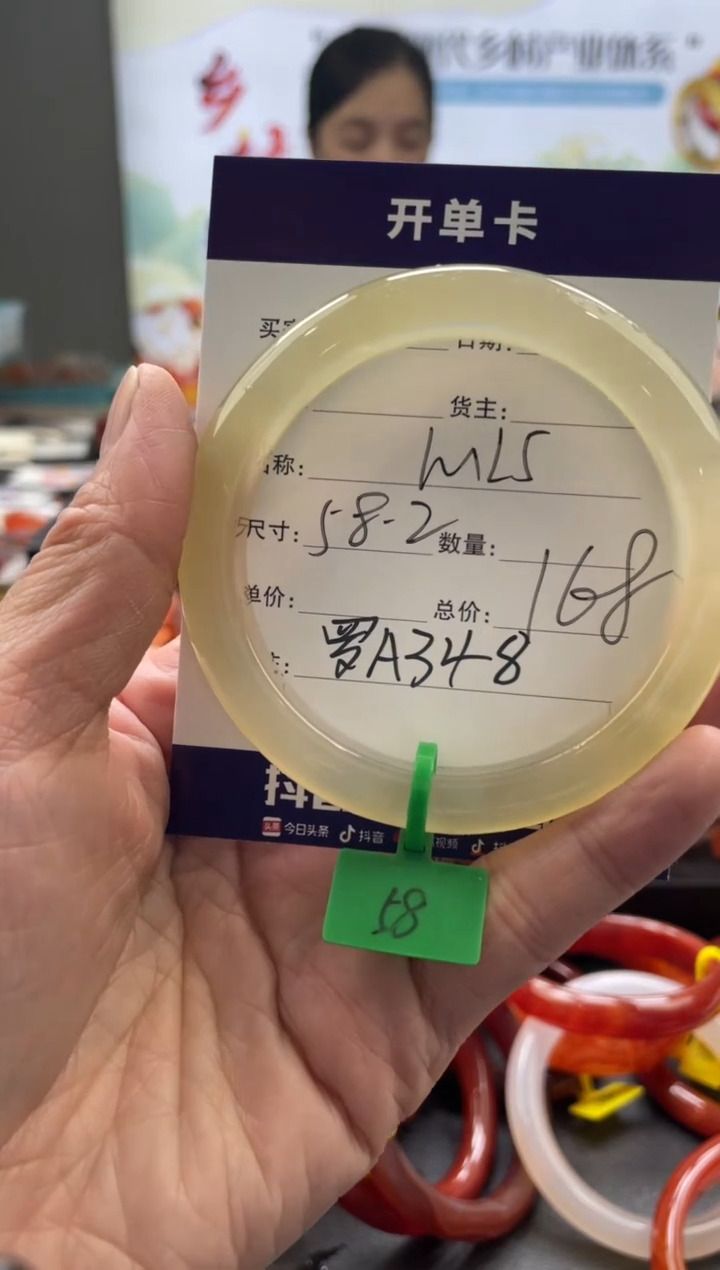 乡
代乡村产业体系"
开单卡
买
日期:
货主:
称: MLS
尺寸: 58-2 数量:
单价: 总价: 168
罗A348
抖
头条 今日头条 抖音 视频
58